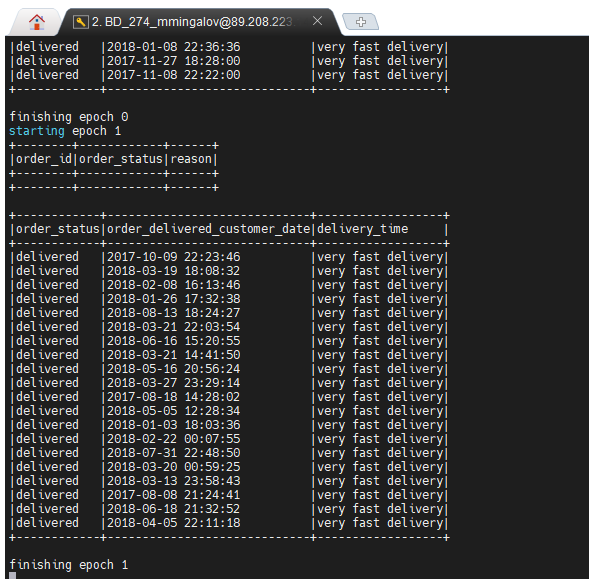 2. BD_274_mmingalov@89.208.223
|delivered   |2018-01-08 22:36:36          |very fast delivery|
|delivered   |2017-11-27 18:28:00          |very fast delivery|
|delivered   |2017-11-08 22:22:00          |very fast delivery|
+------------+-----------------------------+------------------+
finishing epoch 0
starting epoch 1
+--------+------------+------+
|order_id|order_status|reason|
+--------+------------+------+
+--------+------------+------+
+------------+-----------------------------+------------------+
|order_status|order_delivered_customer_date|delivery_time     |
+------------+-----------------------------+------------------+
|delivered   |2017-10-09 22:23:46          |very fast delivery|
|delivered   |2018-03-19 18:08:32          |very fast delivery|
|delivered   |2018-02-08 16:13:46          |very fast delivery|
|delivered   |2018-01-26 17:32:38          |very fast delivery|
|delivered   |2018-08-13 18:24:27          |very fast delivery|
|delivered   |2018-03-21 22:03:54          |very fast delivery|
|delivered   |2018-06-16 15:20:55          |very fast delivery|
|delivered   |2018-03-21 14:41:50          |very fast delivery|
|delivered   |2018-05-16 20:56:24          |very fast delivery|
|delivered   |2018-03-27 23:29:14          |very fast delivery|
|delivered   |2017-08-18 14:28:02          |very fast delivery|
|delivered   |2018-05-05 12:28:34          |very fast delivery|
|delivered   |2018-01-03 18:03:36          |very fast delivery|
|delivered   |2018-02-22 00:07:55          |very fast delivery|
|delivered   |2018-07-31 22:48:50          |very fast delivery|
|delivered   |2018-03-20 00:59:25          |very fast delivery|
|delivered   |2018-03-13 23:58:43          |very fast delivery|
|delivered   |2017-08-08 21:24:41          |very fast delivery|
|delivered   |2018-06-18 21:32:52          |very fast delivery|
|delivered   |2018-04-05 22:11:18          |very fast delivery|
+------------+-----------------------------+------------------+
finishing epoch 1